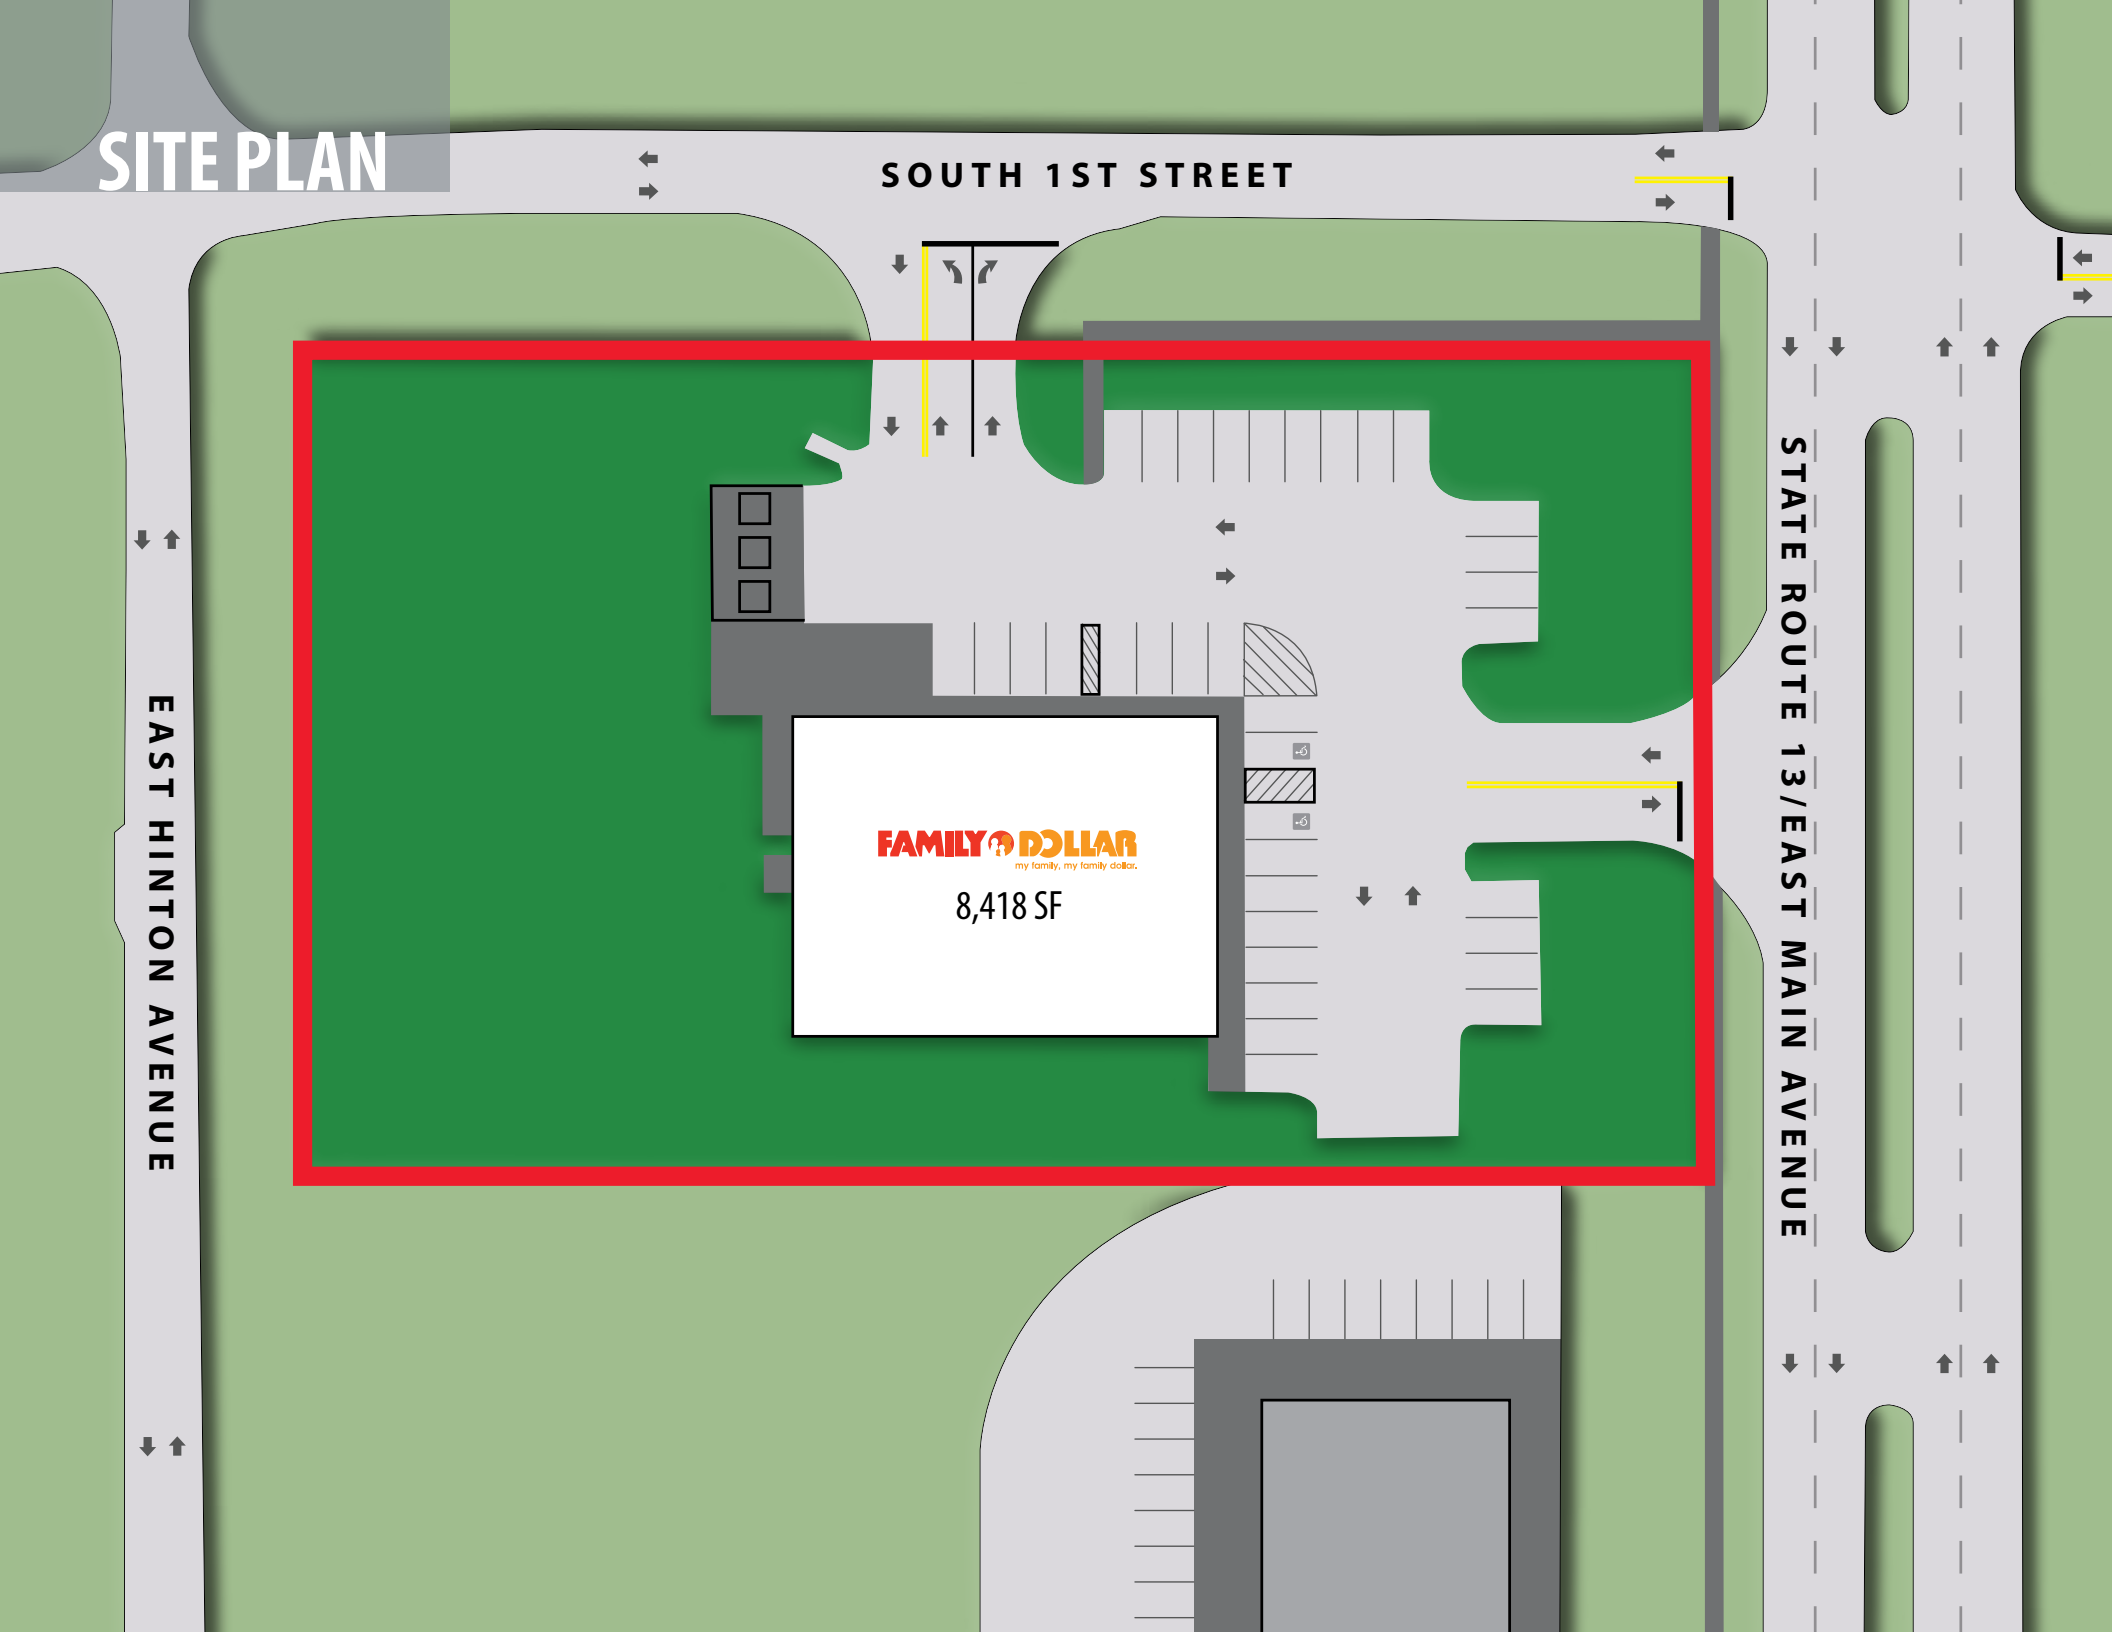 SITE PLAN
SOUTH 1ST STREET
EAST HINTON AVENUE
STATE ROUTE 13/EAST MAIN AVENUE
FAMILY DOLLAR
my family, my family dollar.
8,418 SF